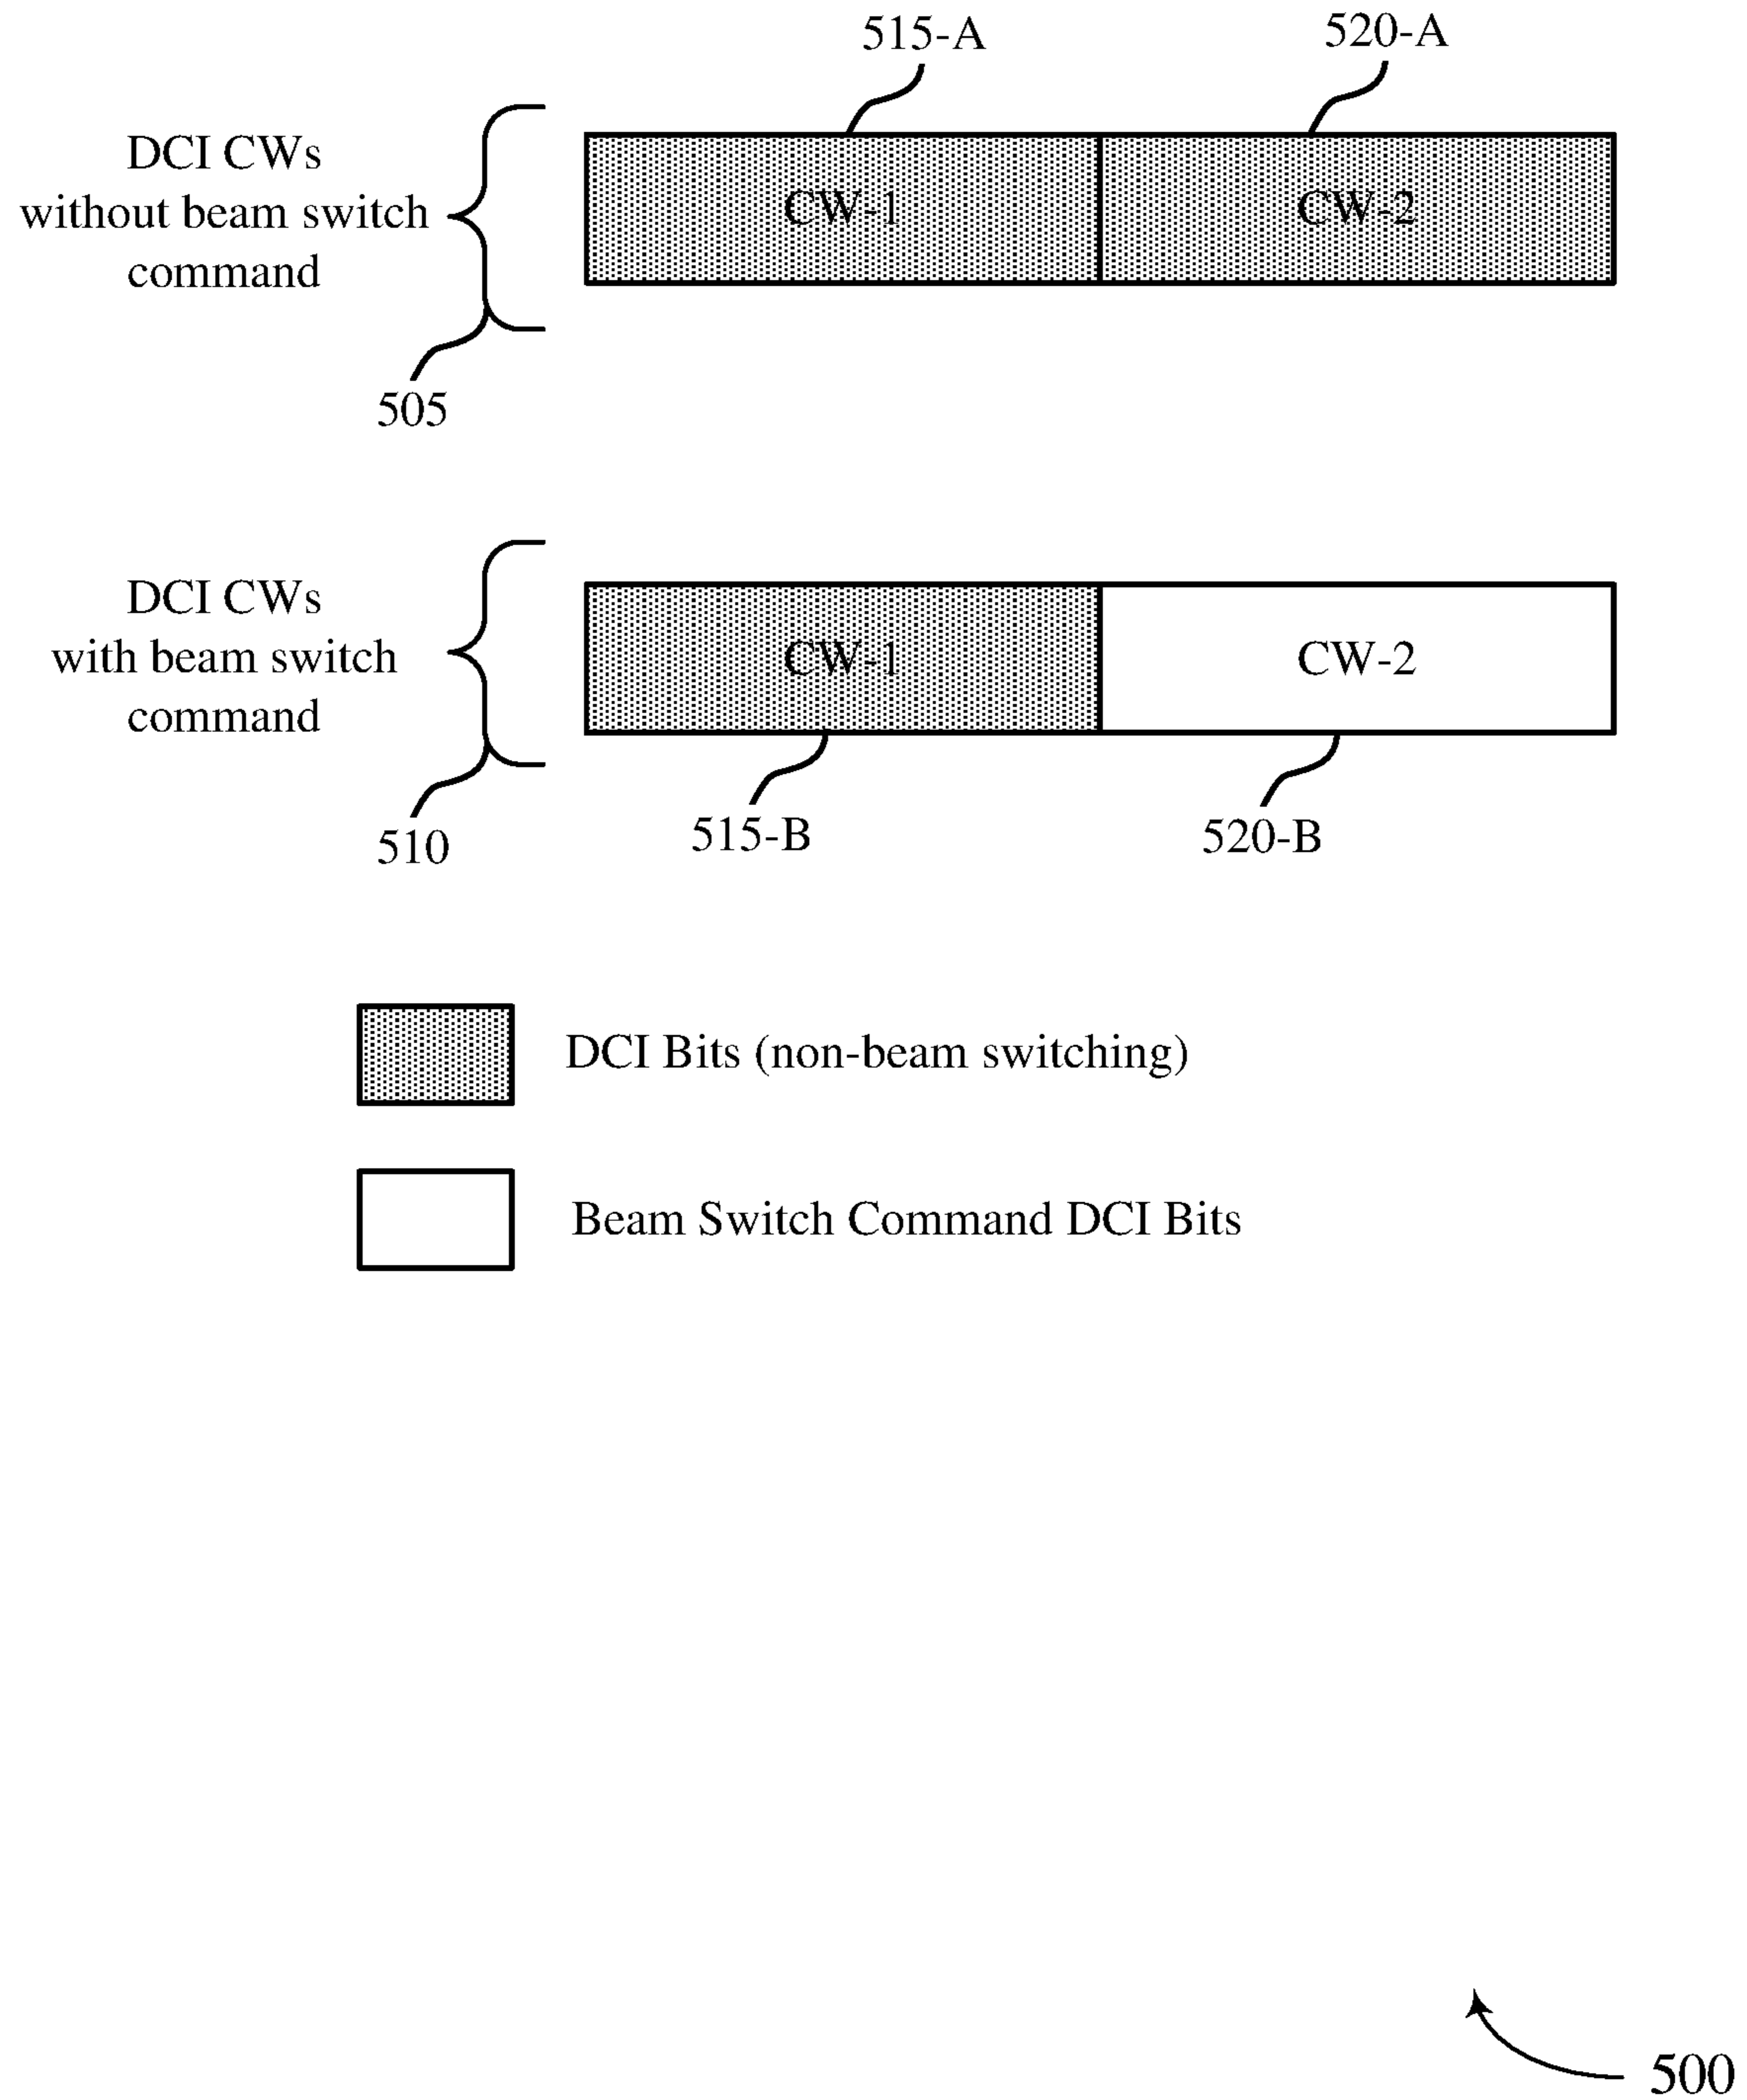 515-A
520-A
DCI CWs
without beam switch
command
CW-1
CW-2
505
DCI CWs
with beam switch
command
CW-1
CW-2
510
515-B
520-B
DCI Bits (non-beam switching)
Beam Switch Command DCI Bits
500